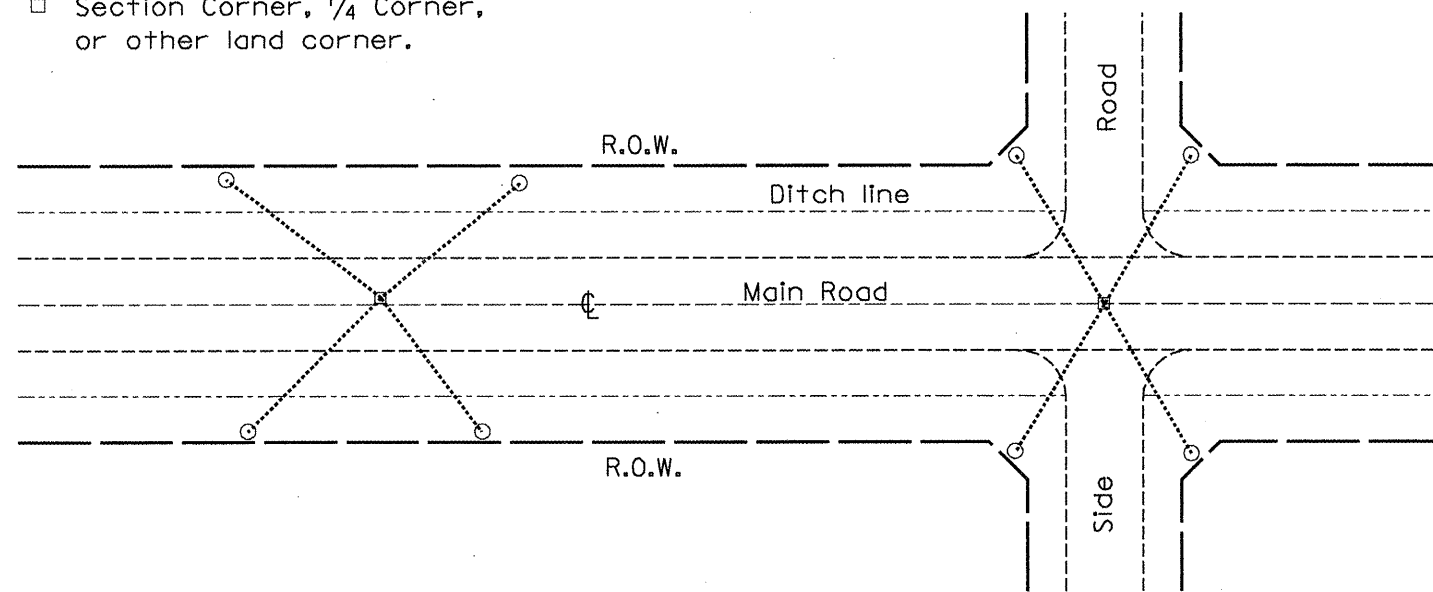 □ Section Corner, 1/4 Corner,
or other land corner.
Road
R.O.W.
Ditch line
Main Road
℄
R.O.W.
Side